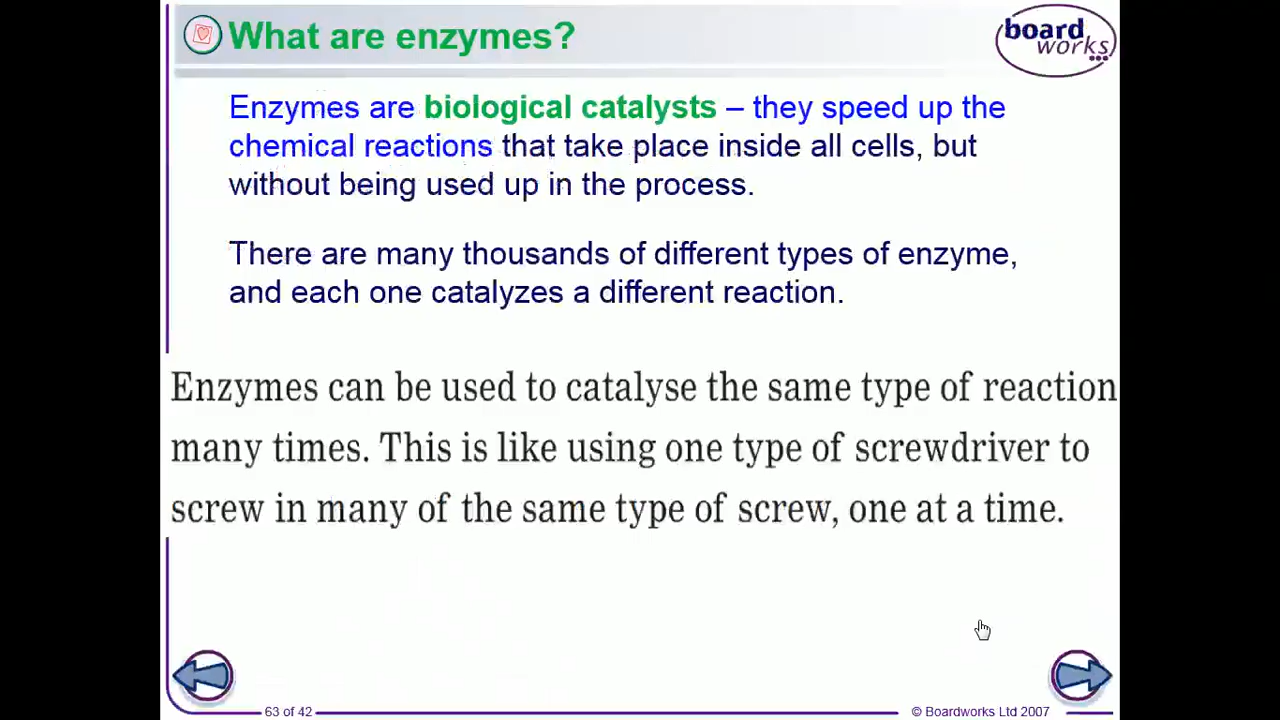 What are enzymes?
board
works
Enzymes are biological catalysts – they speed up the
chemical reactions that take place inside all cells, but
without being used up in the process.
There are many thousands of different types of enzyme,
and each one catalyzes a different reaction.
Enzymes can be used to catalyse the same type of reaction
many times. This is like using one type of screwdriver to
screw in many of the same type of screw, one at a time.
63 of 42
© Boardworks Ltd 2007